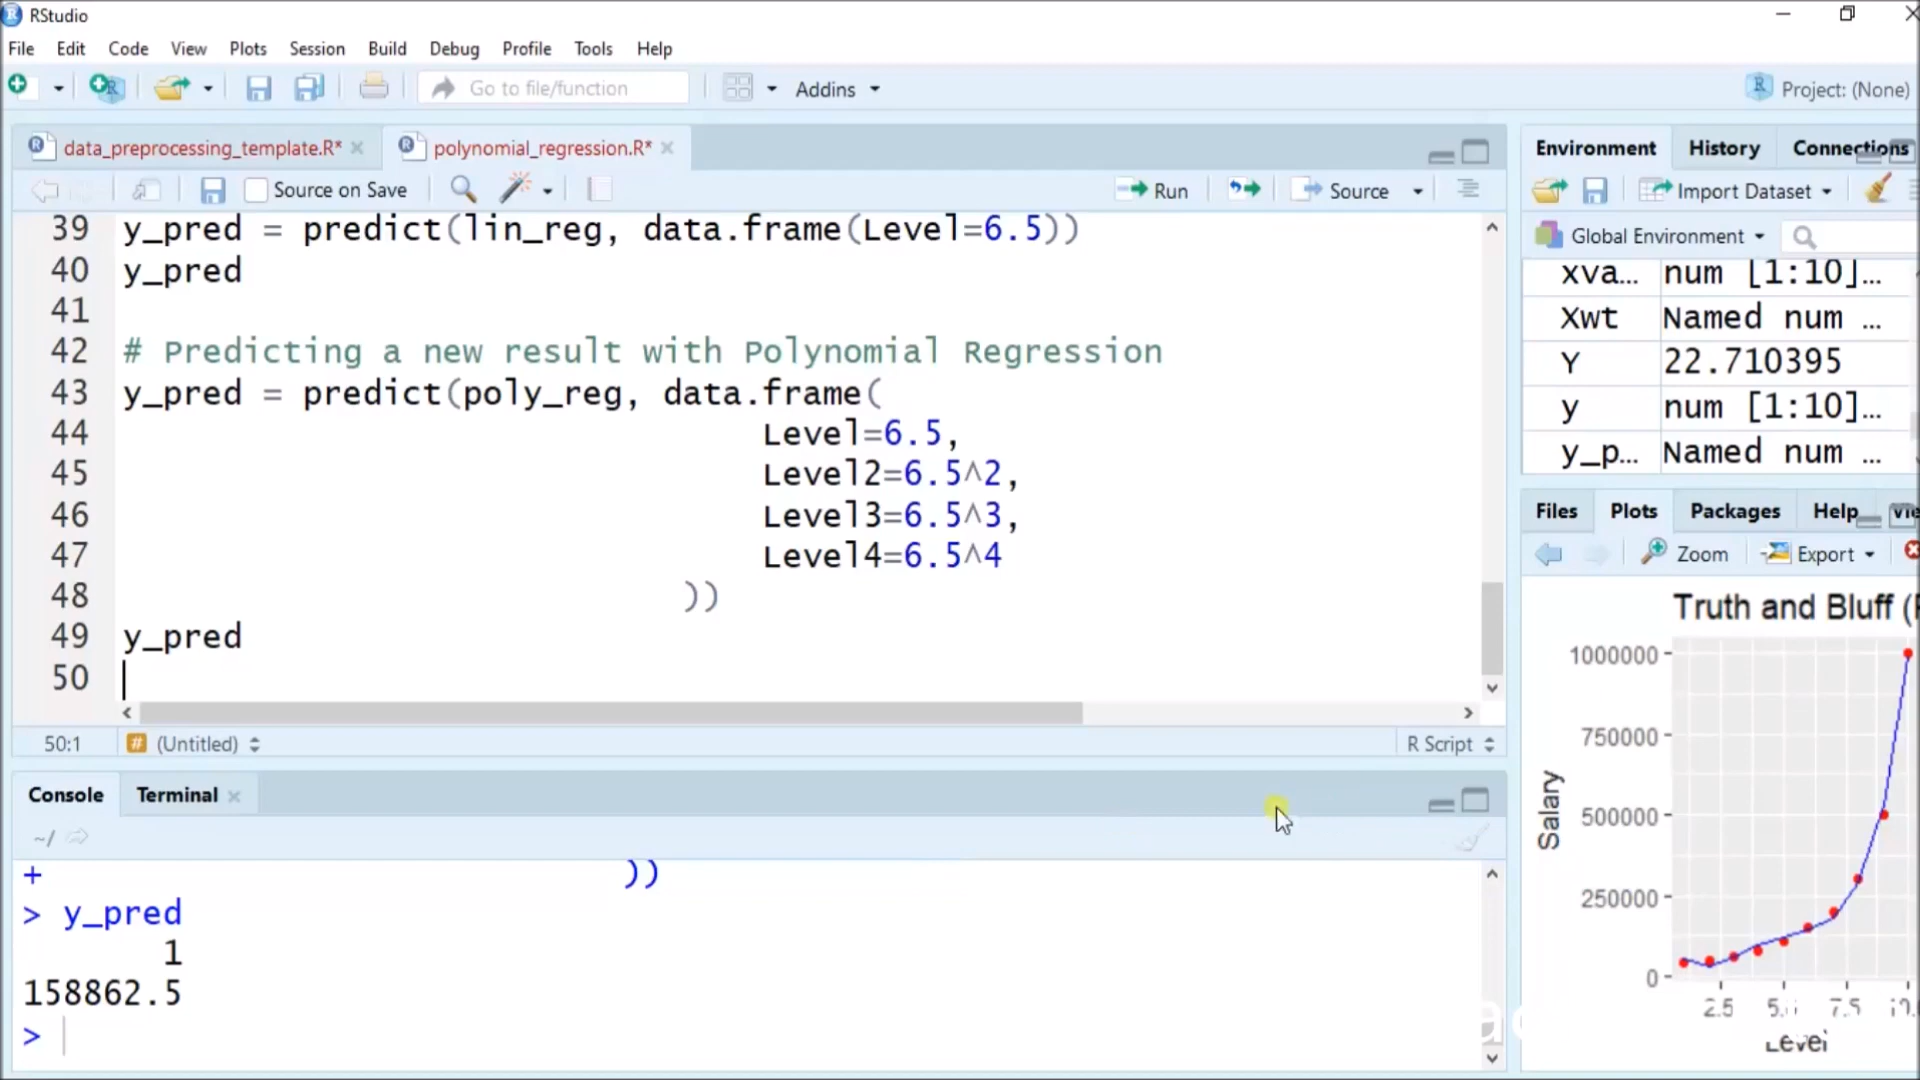 RStudio
File Edit Code View Plots Session Build Debug Profile Tools Help
Go to file/function Addins Project: (None)
data_preprocessing_template.R* polynomial_regression.R*
Source on Save Run Source
39 y_pred = predict(lin_reg, data.frame(Level=6.5))
40 y_pred
41
42 # Predicting a new result with Polynomial Regression
43 y_pred = predict(poly_reg, data.frame(
44 Level=6.5,
45 Level2=6.5^2,
46 Level3=6.5^3,
47 Level4=6.5^4
48 ))
49 y_pred
50
50:1 (Untitled) R Script
Console Terminal
~/
+ ))
> y_pred
1
158862.5
>
Environment History Connections
Import Dataset
Global Environment
xva... num [1:10]...
Xwt Named num ...
Y 22.710395
y num [1:10]...
y_p... Named num ...
Files Plots Packages Help
Zoom Export
Truth and Bluff (
1000000
750000
500000
250000
0
Salary
2.5 5.0 7.5 10.
Level